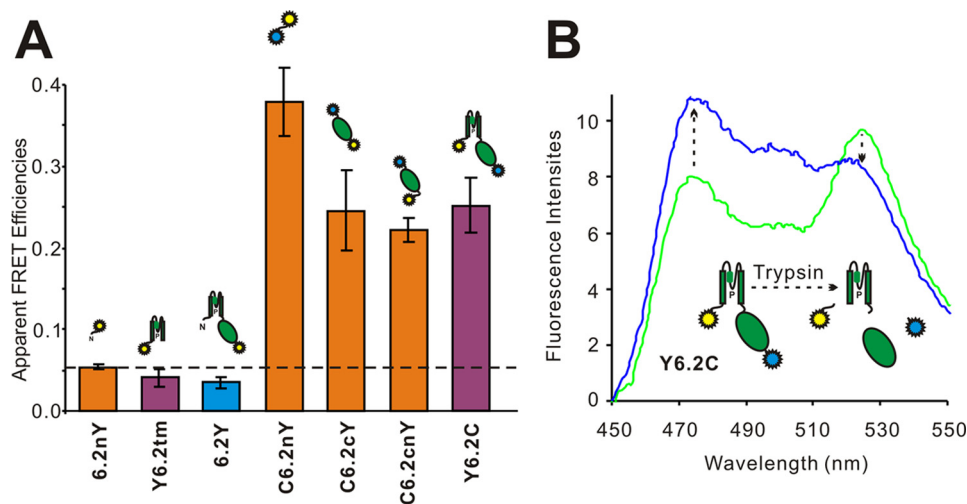 A
Apparent FRET Efficiencies
0.4
0.3
0.2
0.1
0.0
N
P
N
P
P
6.2nY
Y6.2tm
6.2Y
C6.2nY
C6.2cY
C6.2cnY
Y6.2C
B
Fluorescence Intensites
10
8
6
4
2
0
Trypsin
P
P
Y6.2C
450
470
490
510
530
550
Wavelength (nm)